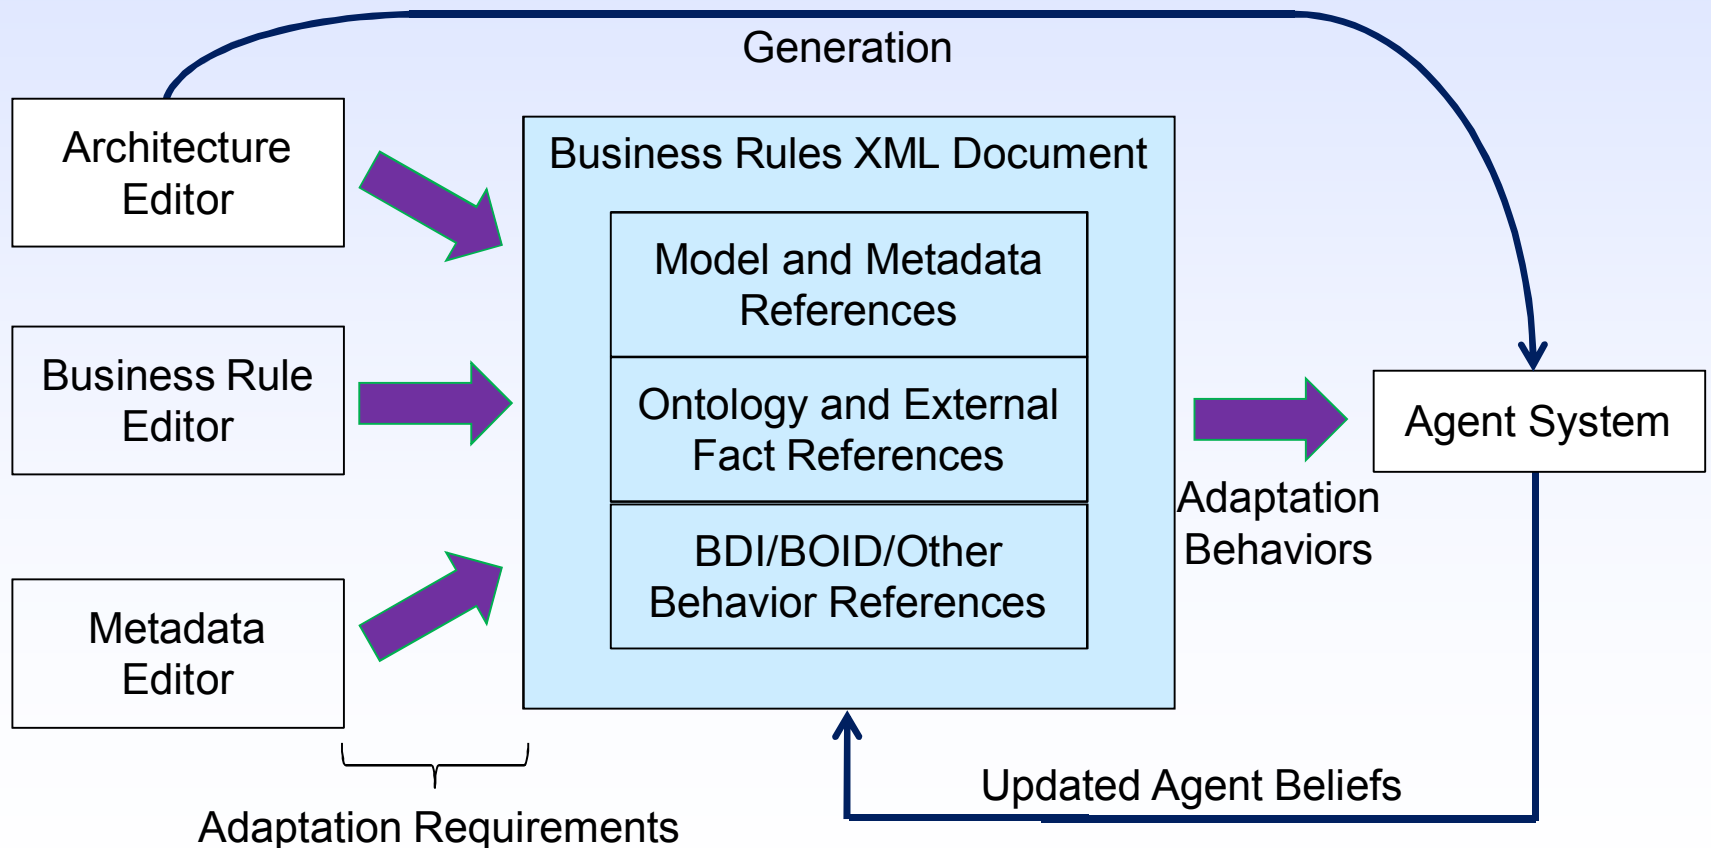 Generation
Architecture
Editor
Business Rules XML Document
Model and Metadata
References
Business Rule
Editor
Ontology and External
Fact References
Agent System
Adaptation
Behaviors
BDI/BOID/Other
Behavior References
Metadata
Editor
Updated Agent Beliefs
Adaptation Requirements